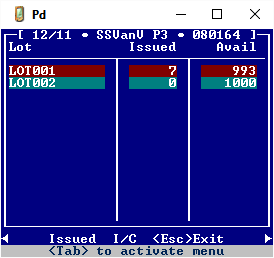 Pd
[ 12/11 • SSVanV P3 • 080164 ]
Lot Issued Avail
LOT001 7 993
LOT002 0 1000
Issued I/C <Esc>Exit
<Tab> to activate menu